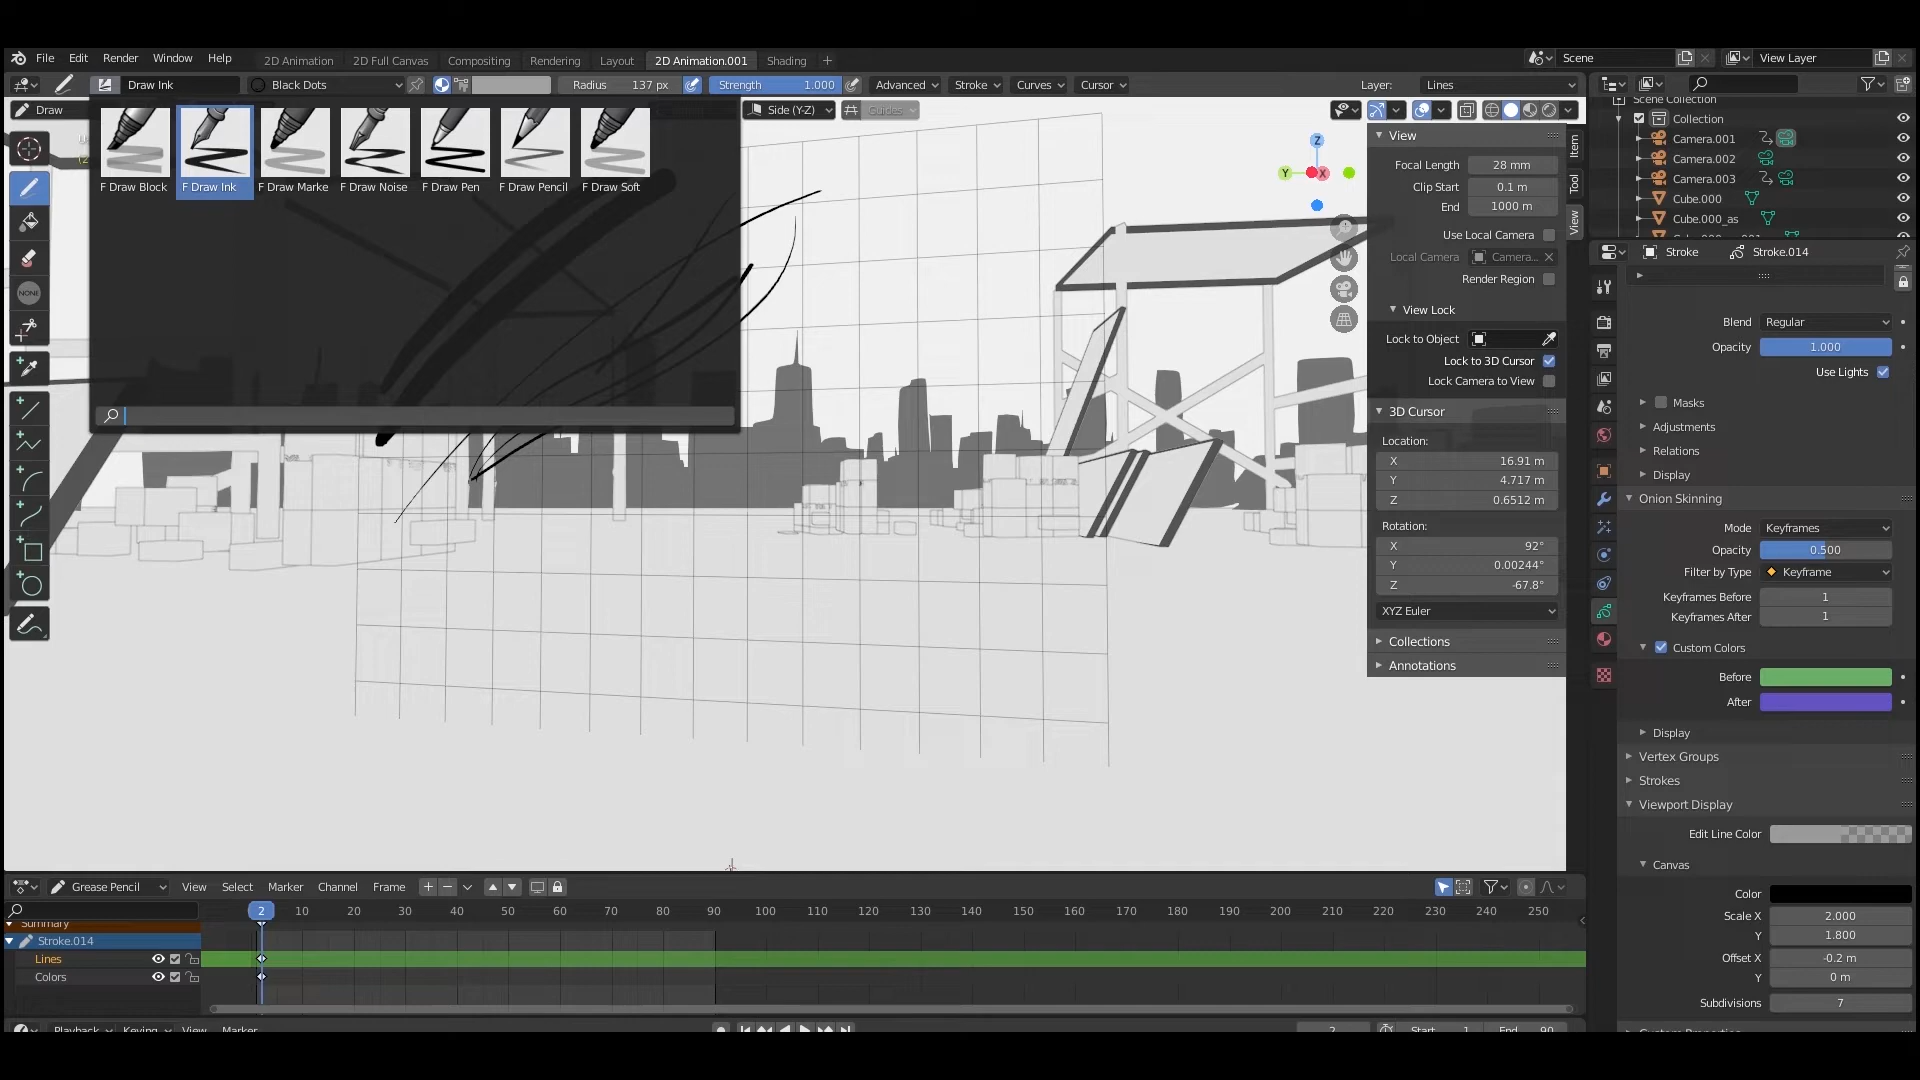 File Edit Render Window Help 2D Animation 2D Full Canvas Compositing Rendering Layout 2D Animation.001 Shading + Scene View Layer
Draw Ink Black Dots Radius 137 px Strength 1.000 Advanced Stroke Curves Cursor Layer: Lines
Draw Side (Y-Z) Guides
F Draw Block F Draw Ink F Draw Marke F Draw Noise F Draw Pen F Draw Pencil F Draw Soft
Z
Y X
View
Focal Length 28 mm
Clip Start 0.1 m
End 1000 m
Use Local Camera
Local Camera Camera...
Render Region
View Lock
Lock to Object
Lock to 3D Cursor
Lock Camera to View
3D Cursor
Location:
X 16.91 m
Y 4.717 m
Z 0.6512 m
Rotation:
X 92°
Y 0.00244°
Z -67.8°
XYZ Euler
Collections
Annotations
Item
Tool
View
NONE
Scene Collection
Collection
Camera.001
Camera.002
Camera.003
Cube.000
Cube.000_as
Stroke Stroke.014
Blend Regular
Opacity 1.000
Use Lights
Masks
Adjustments
Relations
Display
Onion Skinning
Mode Keyframes
Opacity 0.500
Filter by Type Keyframe
Keyframes Before 1
Keyframes After 1
Custom Colors
Before
After
Display
Vertex Groups
Strokes
Viewport Display
Edit Line Color
Canvas
Color
Scale X 2.000
Y 1.800
Offset X -0.2 m
Y 0 m
Subdivisions 7
Custom Properties
Grease Pencil View Select Marker Channel Frame
2 10 20 30 40 50 60 70 80 90 100 110 120 130 140 150 160 170 180 190 200 210 220 230 240 250
Summary
Stroke.014
Lines
Colors
Playback Keying View Marker 2 Start 1 End 90